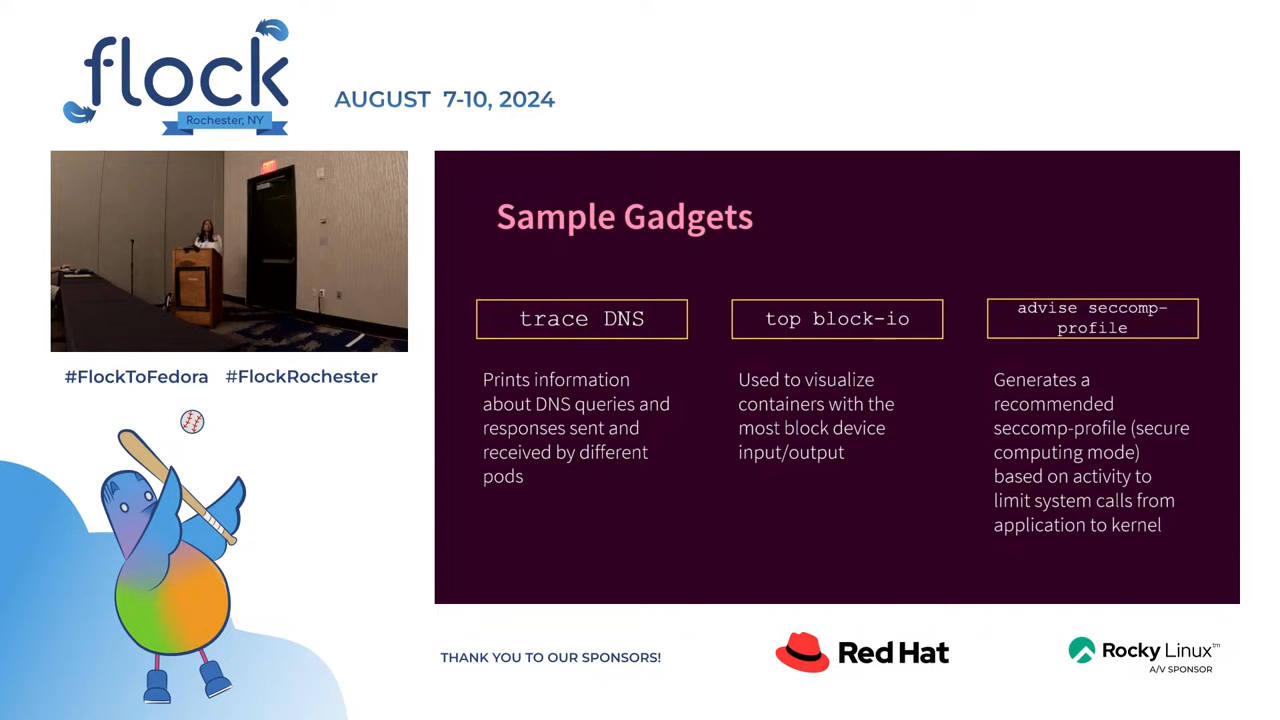 flock
Rochester, NY
AUGUST 7-10, 2024
EXIT
#FlockToFedora #FlockRochester
Sample Gadgets
trace DNS
Prints information
about DNS queries and
responses sent and
received by different
pods
top block-io
Used to visualize
containers with the
most block device
input/output
advise seccomp-
profile
Generates a
recommended
seccomp-profile (secure
computing mode)
based on activity to
limit system calls from
application to kernel
THANK YOU TO OUR SPONSORS!
Red Hat
Rocky Linux™
A/V SPONSOR